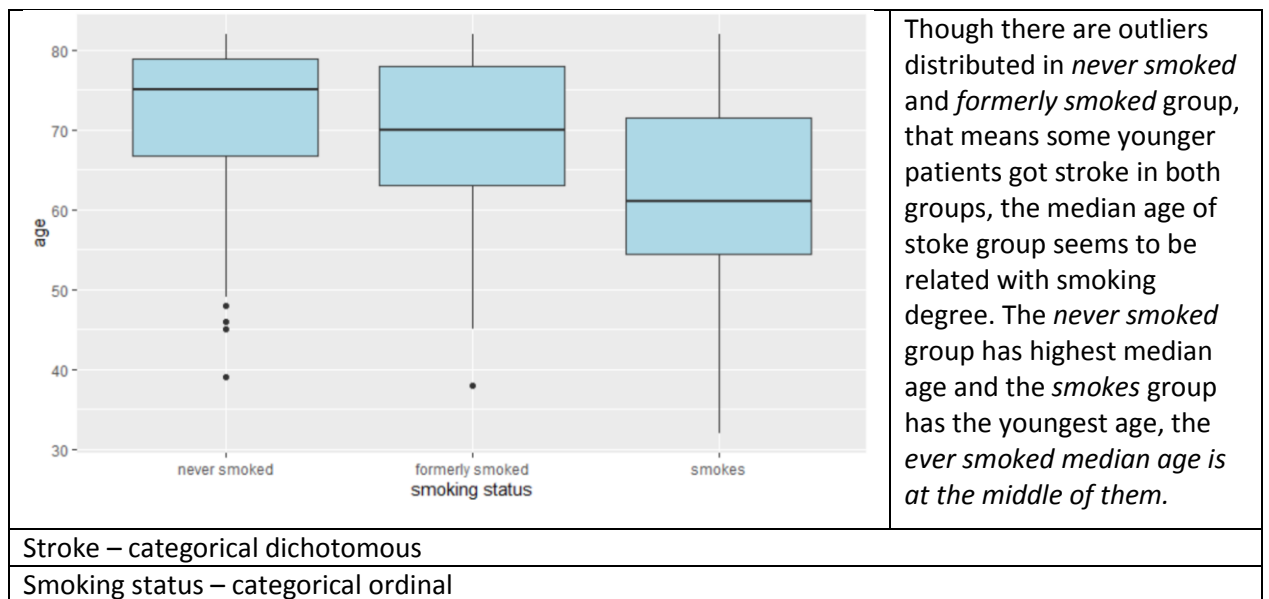 80
70
60
50
40
30
age
never smoked
formerly smoked
smokes
smoking status
Though there are outliers
distributed in never smoked
and formerly smoked group,
that means some younger
patients got stroke in both
groups, the median age of
stoke group seems to be
related with smoking
degree. The never smoked
group has highest median
age and the smokes group
has the youngest age, the
ever smoked median age is
at the middle of them.
Stroke – categorical dichotomous
Smoking status – categorical ordinal